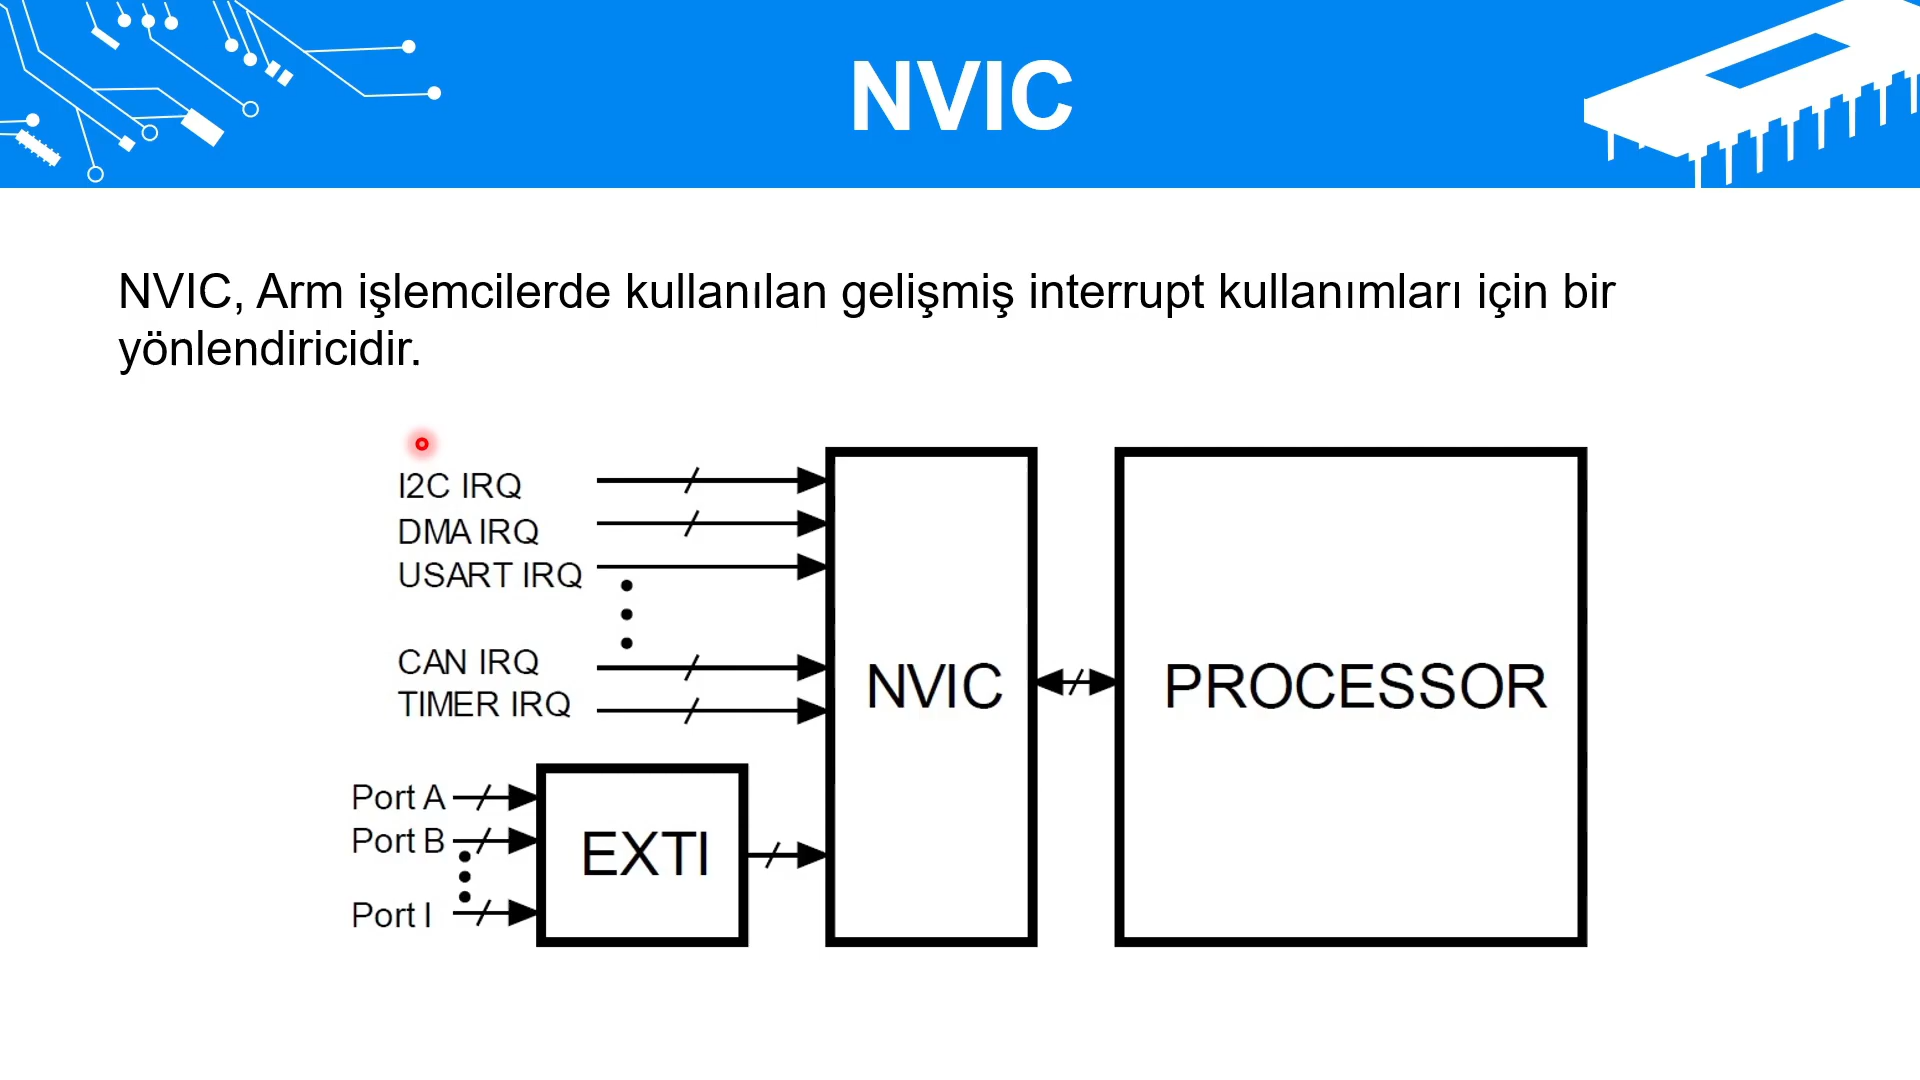 NVIC
NVIC, Arm işlemcilerde kullanılan gelişmiş interrupt kullanımları için bir
yönlendiricidir.
I2C IRQ
DMA IRQ
USART IRQ
CAN IRQ
TIMER IRQ
Port A
Port B
Port I
EXTI
NVIC
PROCESSOR